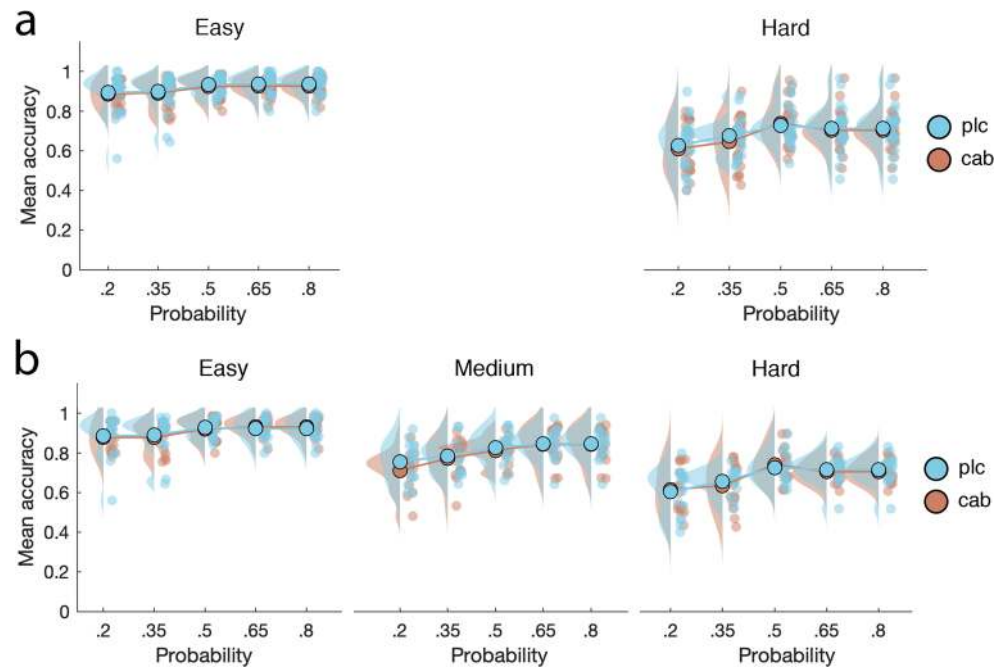 a
Easy
Hard
Mean accuracy
1
0.8
0.6
0.4
0.2
0
.2 .35 .5 .65 .8
Probability
.2 .35 .5 .65 .8
Probability
plc
cab
b
Easy
Medium
Hard
Mean accuracy
1
0.8
0.6
0.4
0.2
0
.2 .35 .5 .65 .8
Probability
.2 .35 .5 .65 .8
Probability
.2 .35 .5 .65 .8
Probability
plc
cab